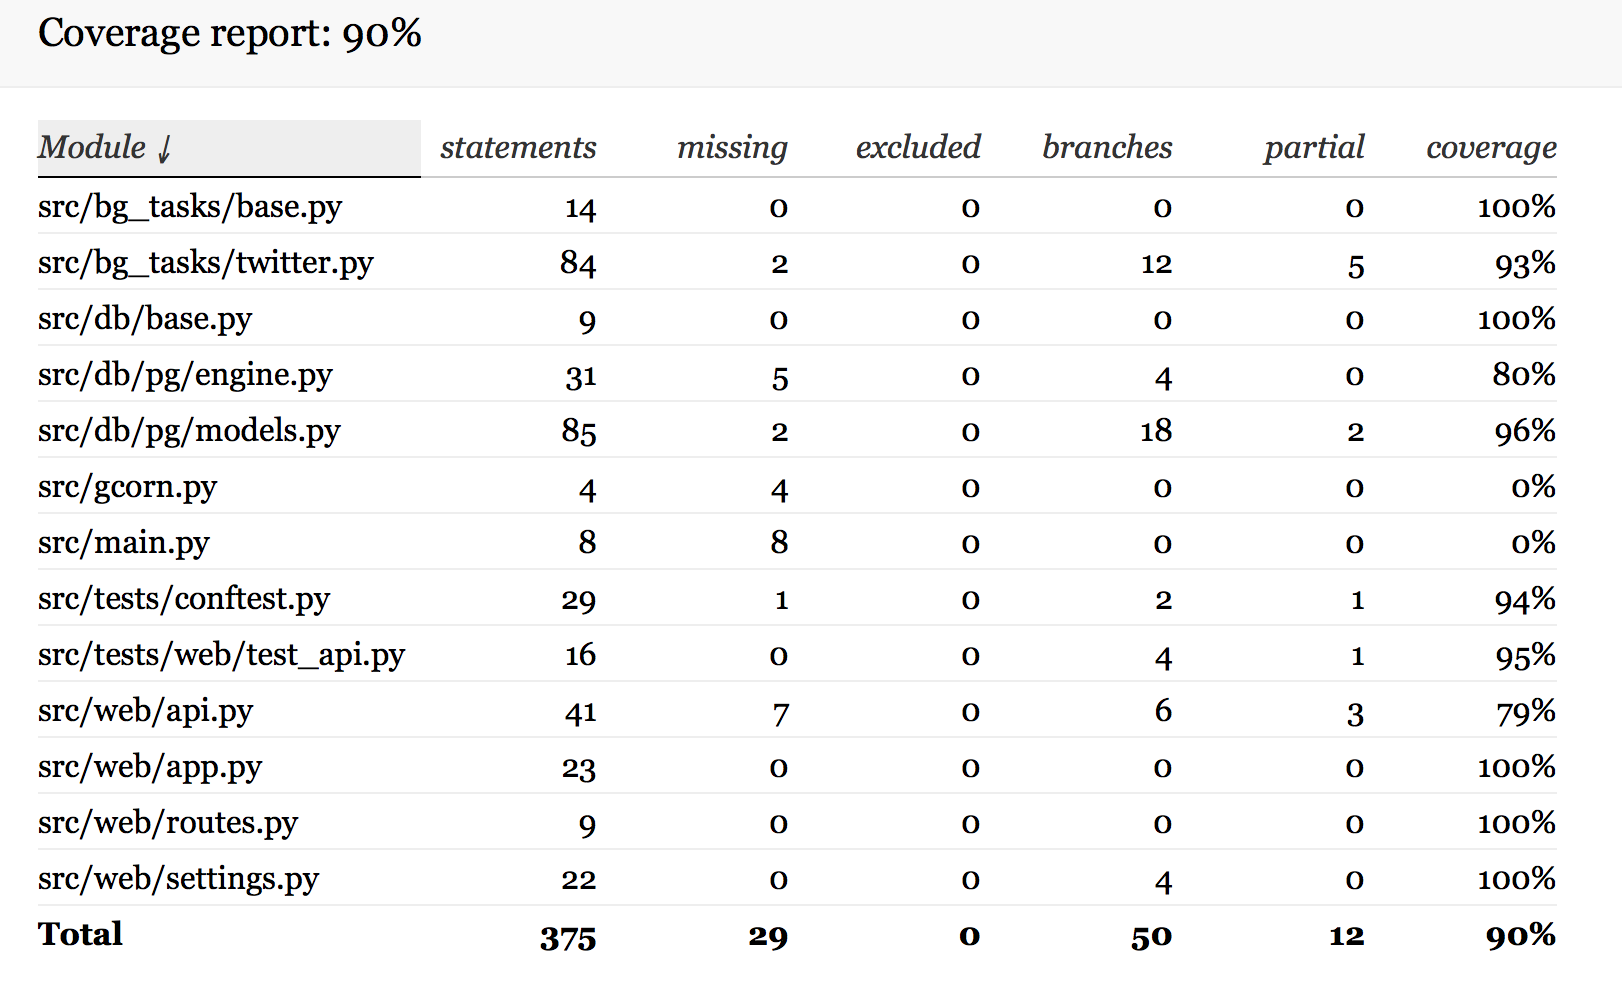 Coverage report: 90%
Module ↓ statements missing excluded branches partial coverage
src/bg_tasks/base.py 14 0 0 0 0 100%
src/bg_tasks/twitter.py 84 2 0 12 5 93%
src/db/base.py 9 0 0 0 0 100%
src/db/pg/engine.py 31 5 0 4 0 80%
src/db/pg/models.py 85 2 0 18 2 96%
src/gcorn.py 4 4 0 0 0 0%
src/main.py 8 8 0 0 0 0%
src/tests/conftest.py 29 1 0 2 1 94%
src/tests/web/test_api.py 16 0 0 4 1 95%
src/web/api.py 41 7 0 6 3 79%
src/web/app.py 23 0 0 0 0 100%
src/web/routes.py 9 0 0 0 0 100%
src/web/settings.py 22 0 0 4 0 100%
Total 375 29 0 50 12 90%